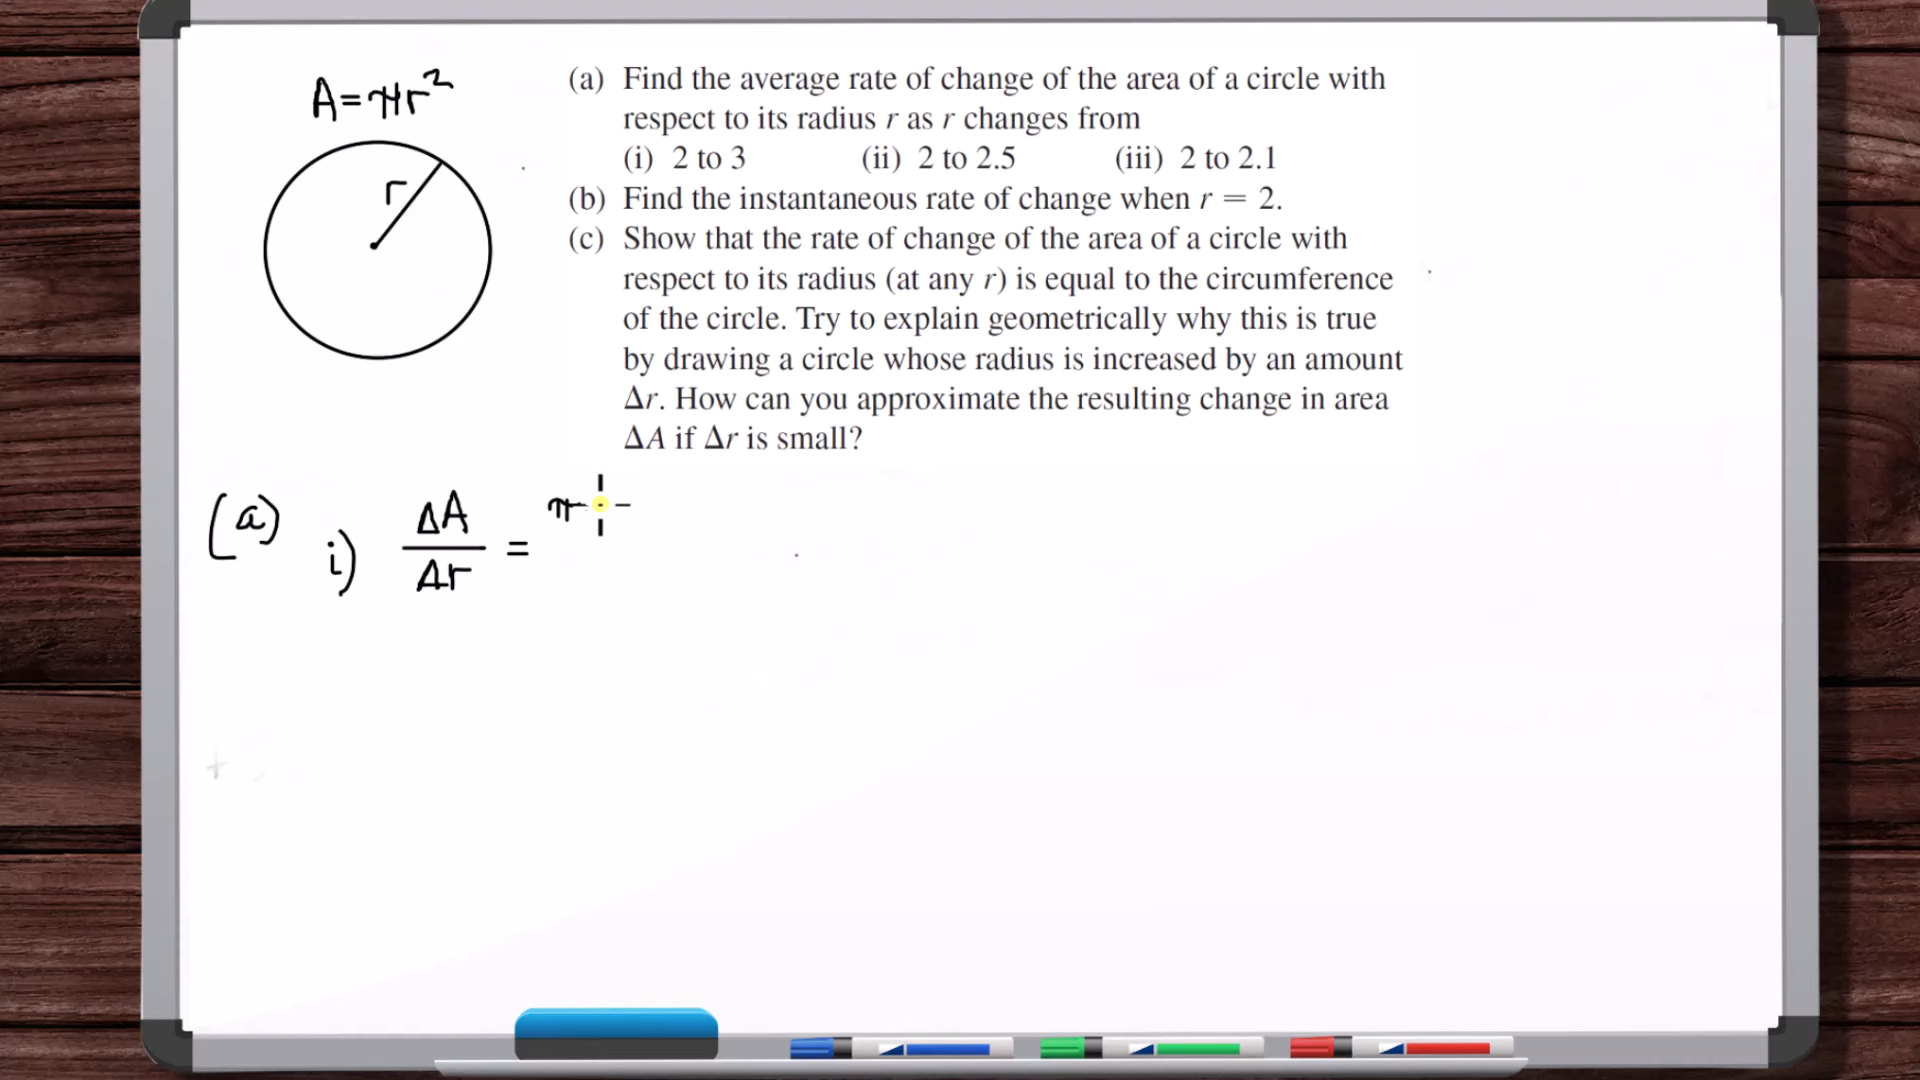 A=πr²
r
(a) Find the average rate of change of the area of a circle with
respect to its radius r as r changes from
(i) 2 to 3 (ii) 2 to 2.5 (iii) 2 to 2.1
(b) Find the instantaneous rate of change when r = 2.
(c) Show that the rate of change of the area of a circle with
respect to its radius (at any r) is equal to the circumference
of the circle. Try to explain geometrically why this is true
by drawing a circle whose radius is increased by an amount
Δr. How can you approximate the resulting change in area
ΔA if Δr is small?
(a) i) ΔA/Δr = π